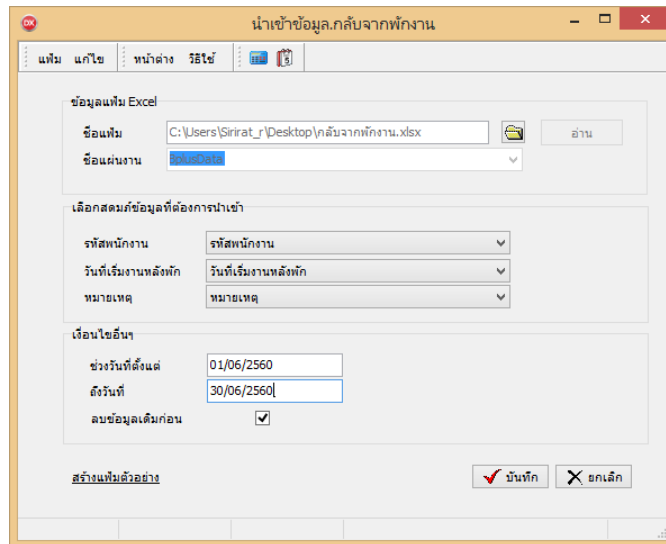 นำเข้าข้อมูล.กลับจากพักงาน
แฟ้ม แก้ไข หน้าต่าง วิธีใช้
ข้อมูลแฟ้ม Excel
ชื่อแฟ้ม C:\Users\Sirirat_r\Desktop\กลับจากพักงาน.xlsx อ่าน
ชื่อแผ่นงาน BplusData
เลือกสดมภ์ข้อมูลที่ต้องการนำเข้า
รหัสพนักงาน รหัสพนักงาน
วันที่เริ่มงานหลังพัก วันที่เริ่มงานหลังพัก
หมายเหตุ หมายเหตุ
เงื่อนไขอื่นๆ
ช่วงวันที่ตั้งแต่ 01/06/2560
ถึงวันที่ 30/06/2560
ลบข้อมูลเดิมก่อน
สร้างแฟ้มตัวอย่าง บันทึก ยกเลิก